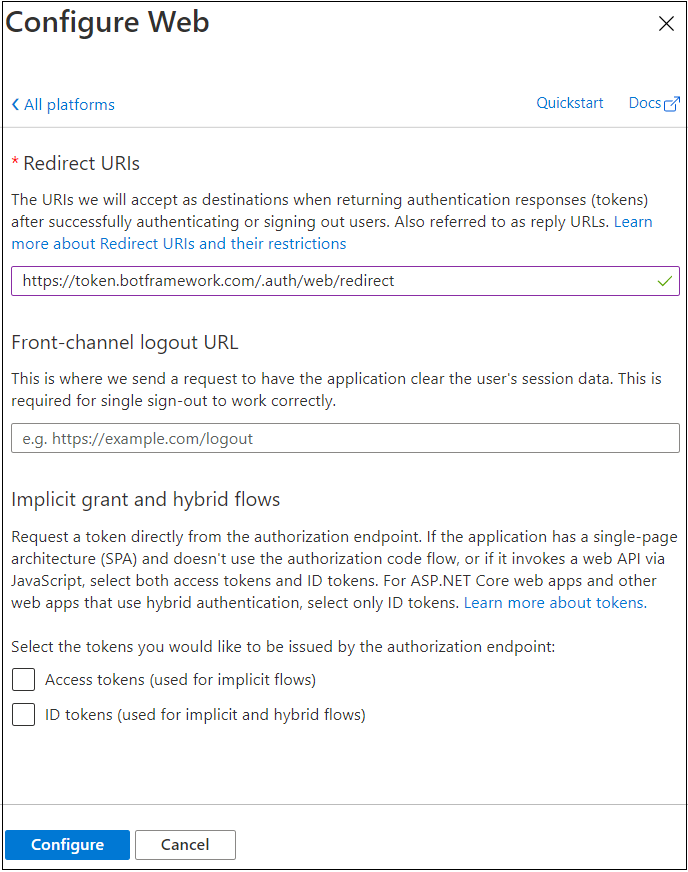 Configure Web
All platforms
Quickstart
Docs
* Redirect URIs
The URIs we will accept as destinations when returning authentication responses (tokens)
after successfully authenticating or signing out users. Also referred to as reply URLs. Learn
more about Redirect URIs and their restrictions
https://token.botframework.com/.auth/web/redirect
Front-channel logout URL
This is where we send a request to have the application clear the user's session data. This is
required for single sign-out to work correctly.
e.g. https://example.com/logout
Implicit grant and hybrid flows
Request a token directly from the authorization endpoint. If the application has a single-page
architecture (SPA) and doesn't use the authorization code flow, or if it invokes a web API via
JavaScript, select both access tokens and ID tokens. For ASP.NET Core web apps and other
web apps that use hybrid authentication, select only ID tokens. Learn more about tokens.
Select the tokens you would like to be issued by the authorization endpoint:
Access tokens (used for implicit flows)
ID tokens (used for implicit and hybrid flows)
Configure
Cancel